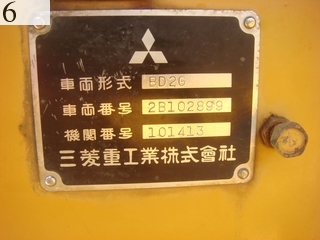 6
車両形式 BD2G
車両番号 2B102899
機関番号 101413
三菱重工業株式會社